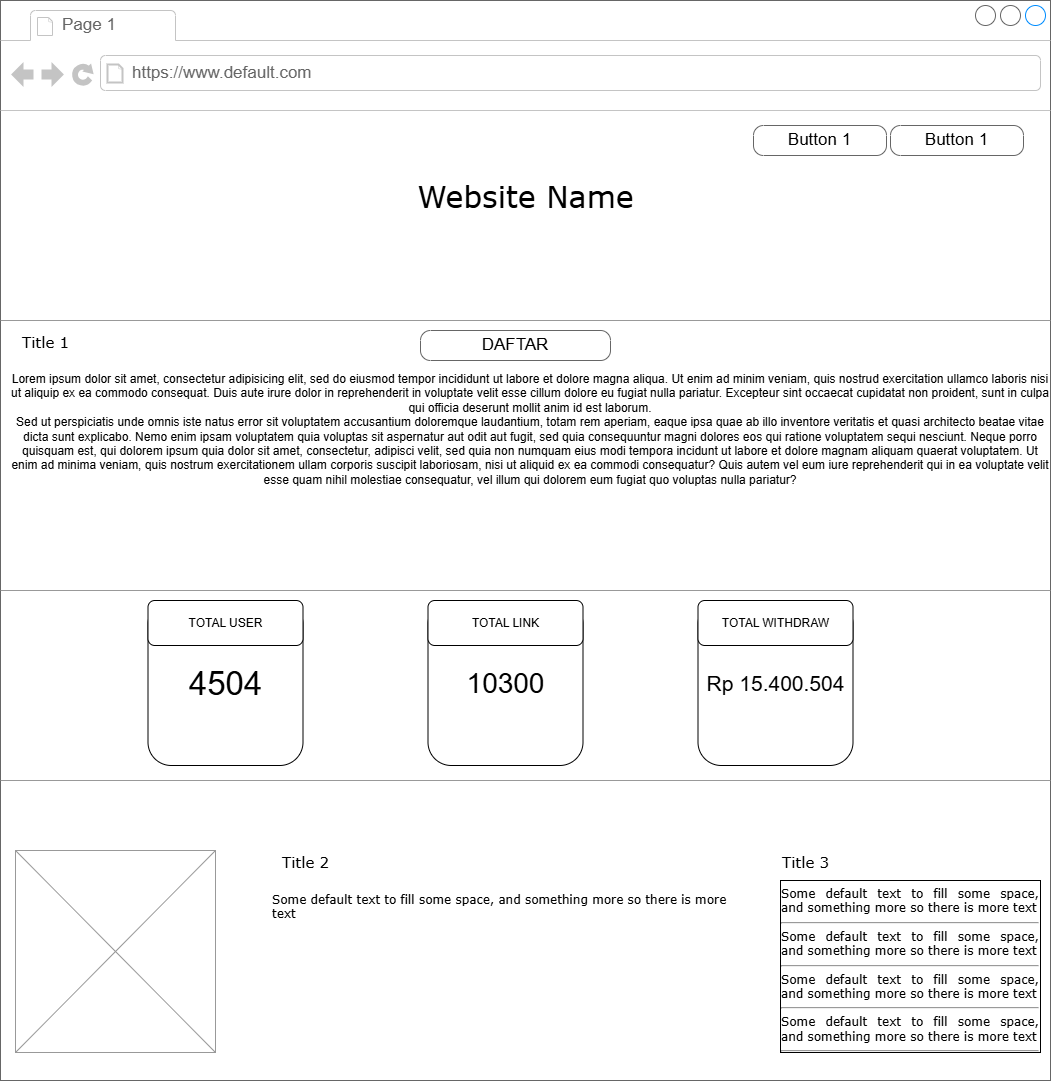 Page 1
https://www.default.com
Button 1
Button 1
Website Name
Title 1
DAFTAR
Lorem ipsum dolor sit amet, consectetur adipisicing elit, sed do eiusmod tempor incididunt ut labore et dolore magna aliqua. Ut enim ad minim veniam, quis nostrud exercitation ullamco laboris nisi
ut aliquip ex ea commodo consequat. Duis aute irure dolor in reprehenderit in voluptate velit esse cillum dolore eu fugiat nulla pariatur. Excepteur sint occaecat cupidatat non proident, sunt in culpa
qui officia deserunt mollit anim id est laborum.
Sed ut perspiciatis unde omnis iste natus error sit voluptatem accusantium doloremque laudantium, totam rem aperiam, eaque ipsa quae ab illo inventore veritatis et quasi architecto beatae vitae
dicta sunt explicabo. Nemo enim ipsam voluptatem quia voluptas sit aspernatur aut odit aut fugit, sed quia consequuntur magni dolores eos qui ratione voluptatem sequi nesciunt. Neque porro
quisquam est, qui dolorem ipsum quia dolor sit amet, consectetur, adipisci velit, sed quia non numquam eius modi tempora incidunt ut labore et dolore magnam aliquam quaerat voluptatem. Ut
enim ad minima veniam, quis nostrum exercitationem ullam corporis suscipit laboriosam, nisi ut aliquid ex ea commodi consequatur? Quis autem vel eum iure reprehenderit qui in ea voluptate velit
esse quam nihil molestiae consequatur, vel illum qui dolorem eum fugiat quo voluptas nulla pariatur?
TOTAL USER
4504
TOTAL LINK
10300
TOTAL WITHDRAW
Rp 15.400.504
Title 2
Some default text to fill some space, and something more so there is more
text
Title 3
Some default text to fill some space,
and something more so there is more text
Some default text to fill some space,
and something more so there is more text
Some default text to fill some space,
and something more so there is more text
Some default text to fill some space,
and something more so there is more text